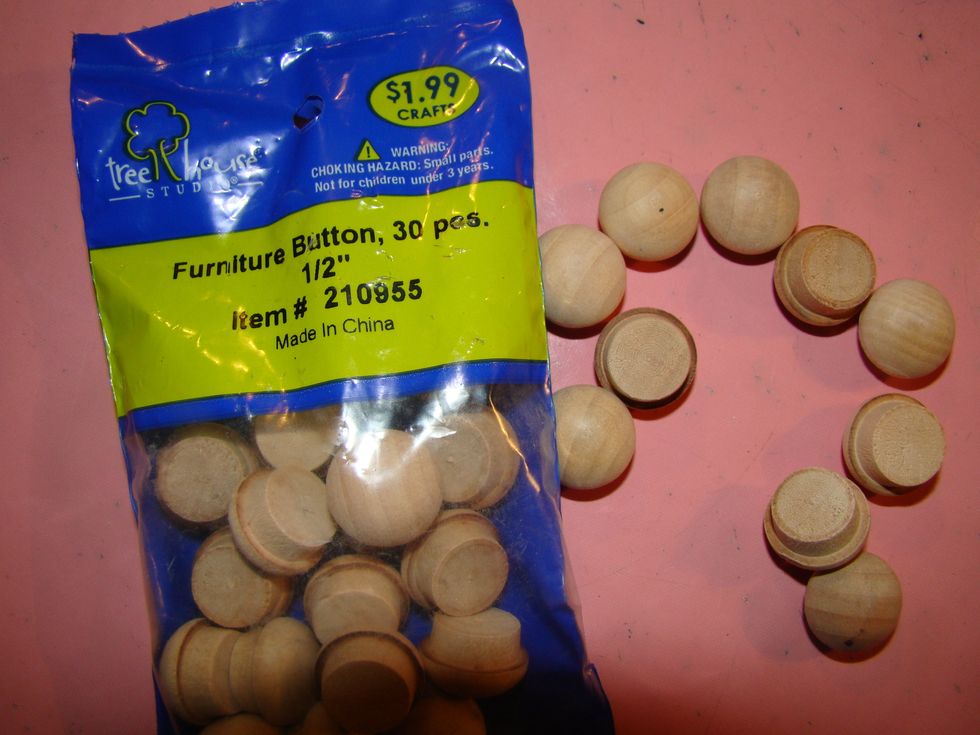 $1.99
CRAFTS
tree house®
STUDIO®
WARNING:
CHOKING HAZARD: Small parts.
Not for children under 3 years.
Furniture Button, 30 pcs.
1/2"
Item # 210955
Made In China